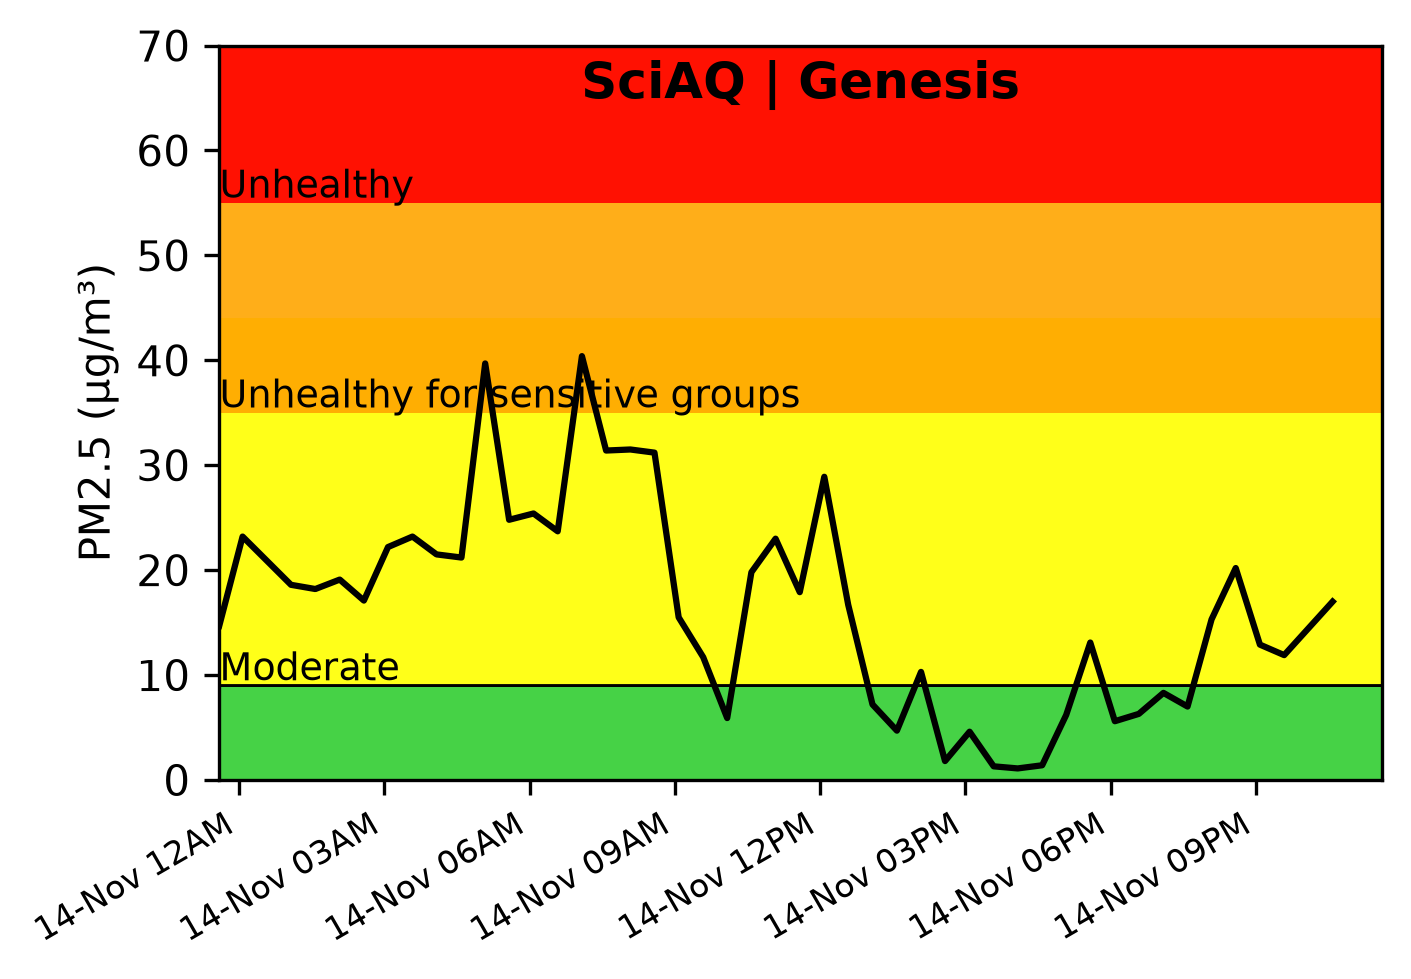 SciAQ | Genesis
PM2.5 (µg/m³)
70
60
50
40
30
20
10
0
Unhealthy
Unhealthy for sensitive groups
Moderate
14-Nov 12AM
14-Nov 03AM
14-Nov 06AM
14-Nov 09AM
14-Nov 12PM
14-Nov 03PM
14-Nov 06PM
14-Nov 09PM